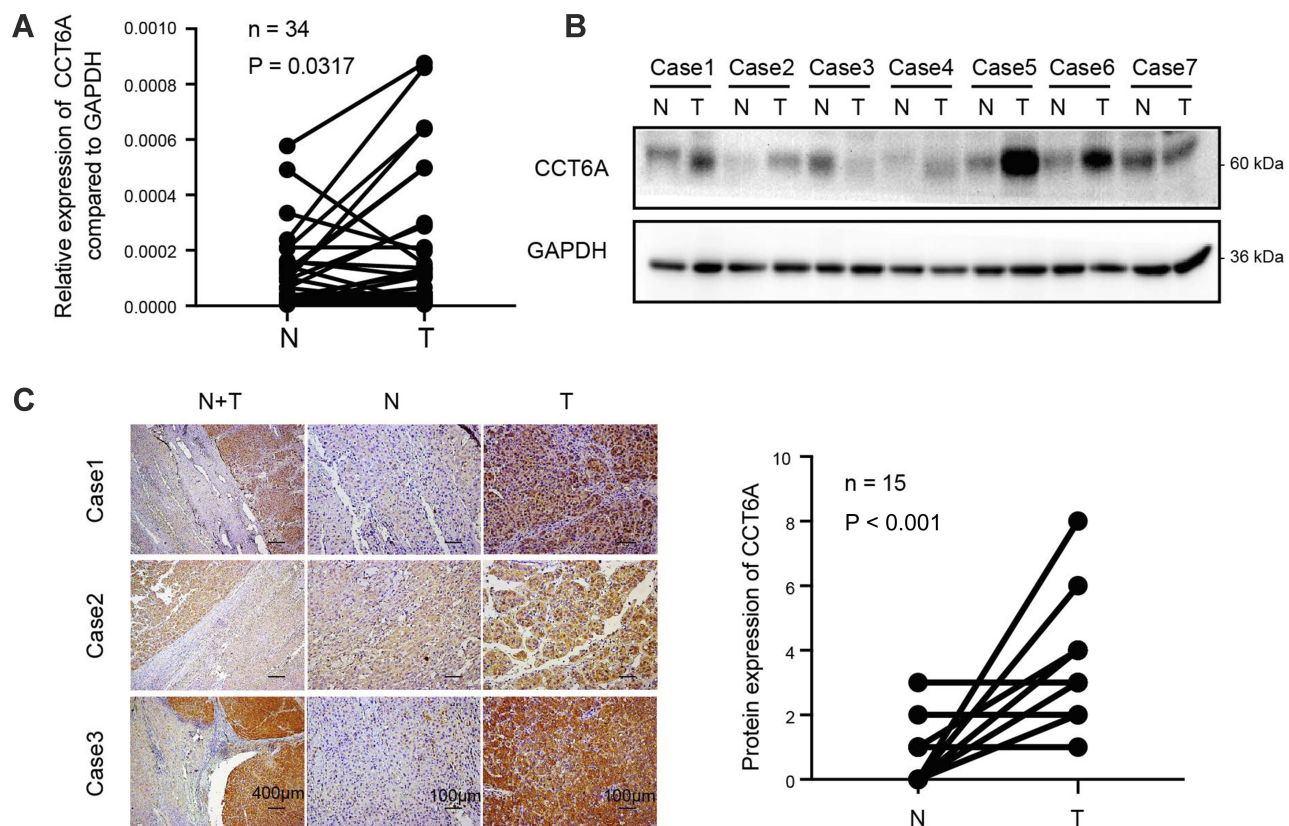 A
Relative expression of CCT6A
compared to GAPDH
0.0010
0.0008
0.0006
0.0004
0.0002
0.0000
n = 34
P = 0.0317
N T
B
Case1 Case2 Case3 Case4 Case5 Case6 Case7
N T N T N T N T N T N T N T
CCT6A
60 kDa
GAPDH
36 kDa
C
N+T N T
Case1
Case2
Case3
400μm 100μm 100μm
Protein expression of CCT6A
10
8
6
4
2
0
n = 15
P < 0.001
N T